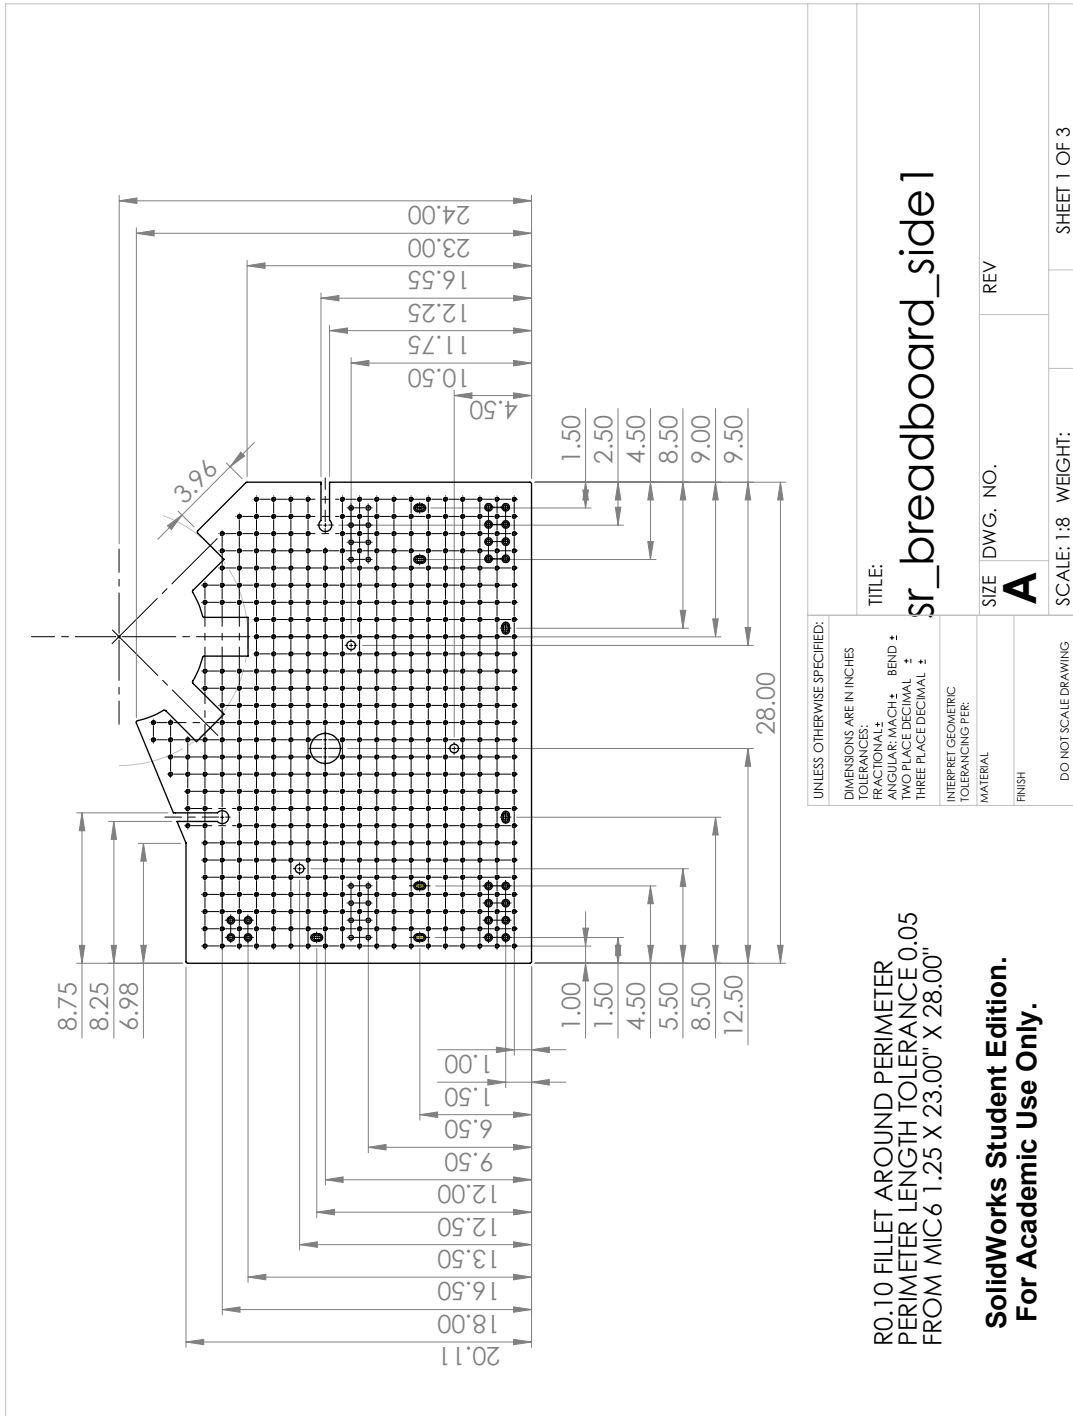 24.00
23.00
16.55
12.25
11.75
10.50
4.50
3.96
1.50
2.50
4.50
8.50
9.00
9.50
28.00
8.75
8.25
6.98
1.00
1.50
4.50
5.50
8.50
12.50
1.00
1.50
6.50
9.50
12.00
12.50
13.50
16.50
18.00
20.11
R0.10 FILLET AROUND PERIMETER
PERIMETER LENGTH TOLERANCE 0.05
FROM MIC6 1.25 X 23.00" X 28.00"
SolidWorks Student Edition.
For Academic Use Only.
UNLESS OTHERWISE SPECIFIED:
DIMENSIONS ARE IN INCHES
TOLERANCES:
FRACTIONAL±
ANGULAR: MACH± BEND ±
TWO PLACE DECIMAL ±
THREE PLACE DECIMAL ±
INTERPRET GEOMETRIC
TOLERANCING PER:
MATERIAL
FINISH
DO NOT SCALE DRAWING
TITLE:
sr_breadboard_side1
SIZE DWG. NO. REV
A
SCALE: 1:8 WEIGHT: SHEET 1 OF 3